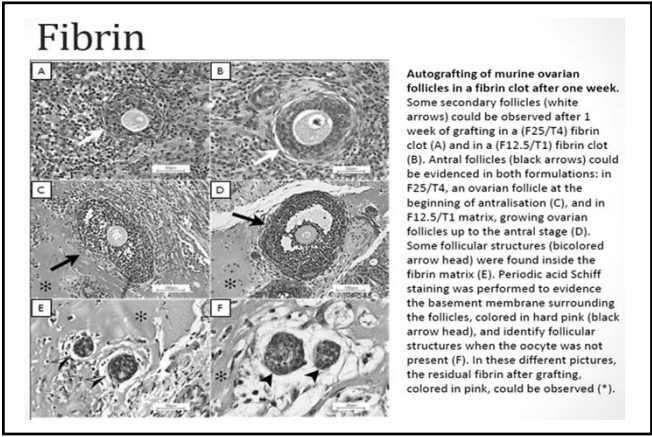 Fibrin
A
B
Autografting of murine ovarian
follicles in a fibrin clot after one week.
Some secondary follicles (white
arrows) could be observed after 1
week of grafting in a (F25/T4) fibrin
clot (A) and in a (F12.5/T1) fibrin clot
(B). Antral follicles (black arrows) could
be evidenced in both formulations: in
F25/T4, an ovarian follicle at the
beginning of antralisation (C), and in
F12.5/T1 matrix, growing ovarian
follicles up to the antral stage (D).
Some follicular structures (bicolored
arrow head) were found inside the
fibrin matrix (E). Periodic acid Schiff
staining was performed to evidence
the basement membrane surrounding
the follicles, colored in hard pink (black
arrow head), and identify follicular
structures when the oocyte was not
present (F). In these different pictures,
the residual fibrin after grafting,
colored in pink, could be observed (*).
C
D
*
*
E
F
*
*